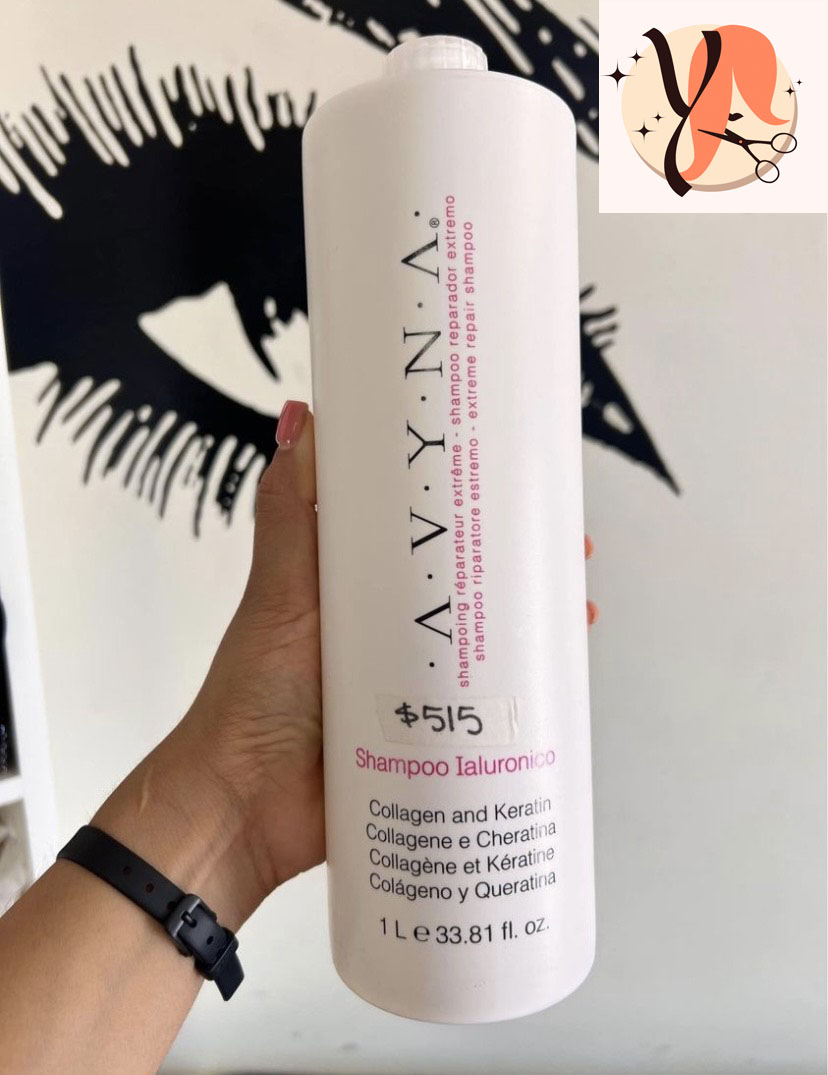 ·A·V·Y·N·A·®
shampoing réparateur extrême - shampoo reparador extremo
shampoo riparatore estremo - extreme repair shampoo
$515
Shampoo Ialuronico
Collagen and Keratin
Collagene e Cheratina
Collagène et Kératine
Colágeno y Queratina
1 L e 33.81 fl. oz.